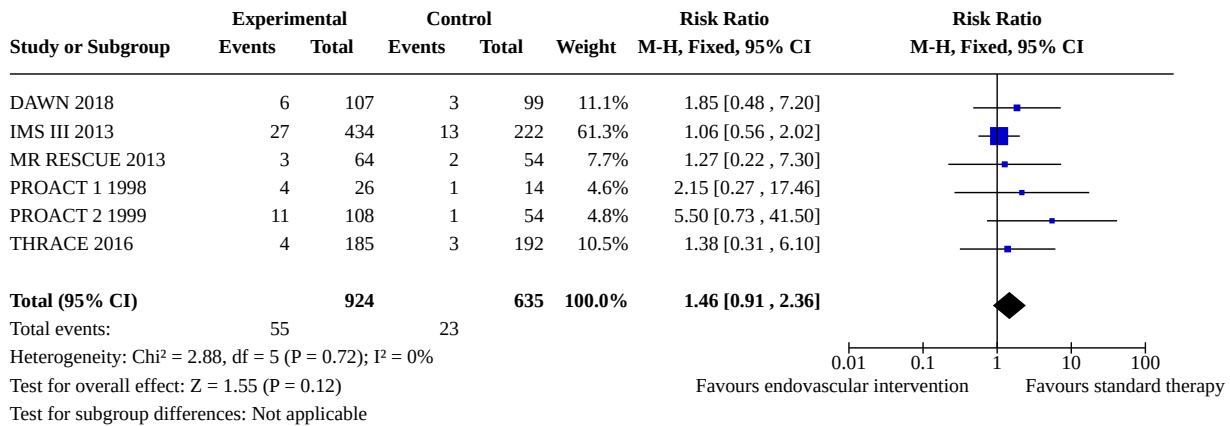 Experimental Control Risk Ratio Risk Ratio
Study or Subgroup Events Total Events Total Weight M-H, Fixed, 95% CI M-H, Fixed, 95% CI
DAWN 2018 6 107 3 99 11.1% 1.85 [0.48 , 7.20]
IMS III 2013 27 434 13 222 61.3% 1.06 [0.56 , 2.02]
MR RESCUE 2013 3 64 2 54 7.7% 1.27 [0.22 , 7.30]
PROACT 1 1998 4 26 1 14 4.6% 2.15 [0.27 , 17.46]
PROACT 2 1999 11 108 1 54 4.8% 5.50 [0.73 , 41.50]
THRACE 2016 4 185 3 192 10.5% 1.38 [0.31 , 6.10]
Total (95% CI) 924 635 100.0% 1.46 [0.91 , 2.36]
Total events: 55 23
Heterogeneity: Chi² = 2.88, df = 5 (P = 0.72); I² = 0% 0.01 0.1 1 10 100
Test for overall effect: Z = 1.55 (P = 0.12) Favours endovascular intervention Favours standard therapy
Test for subgroup differences: Not applicable